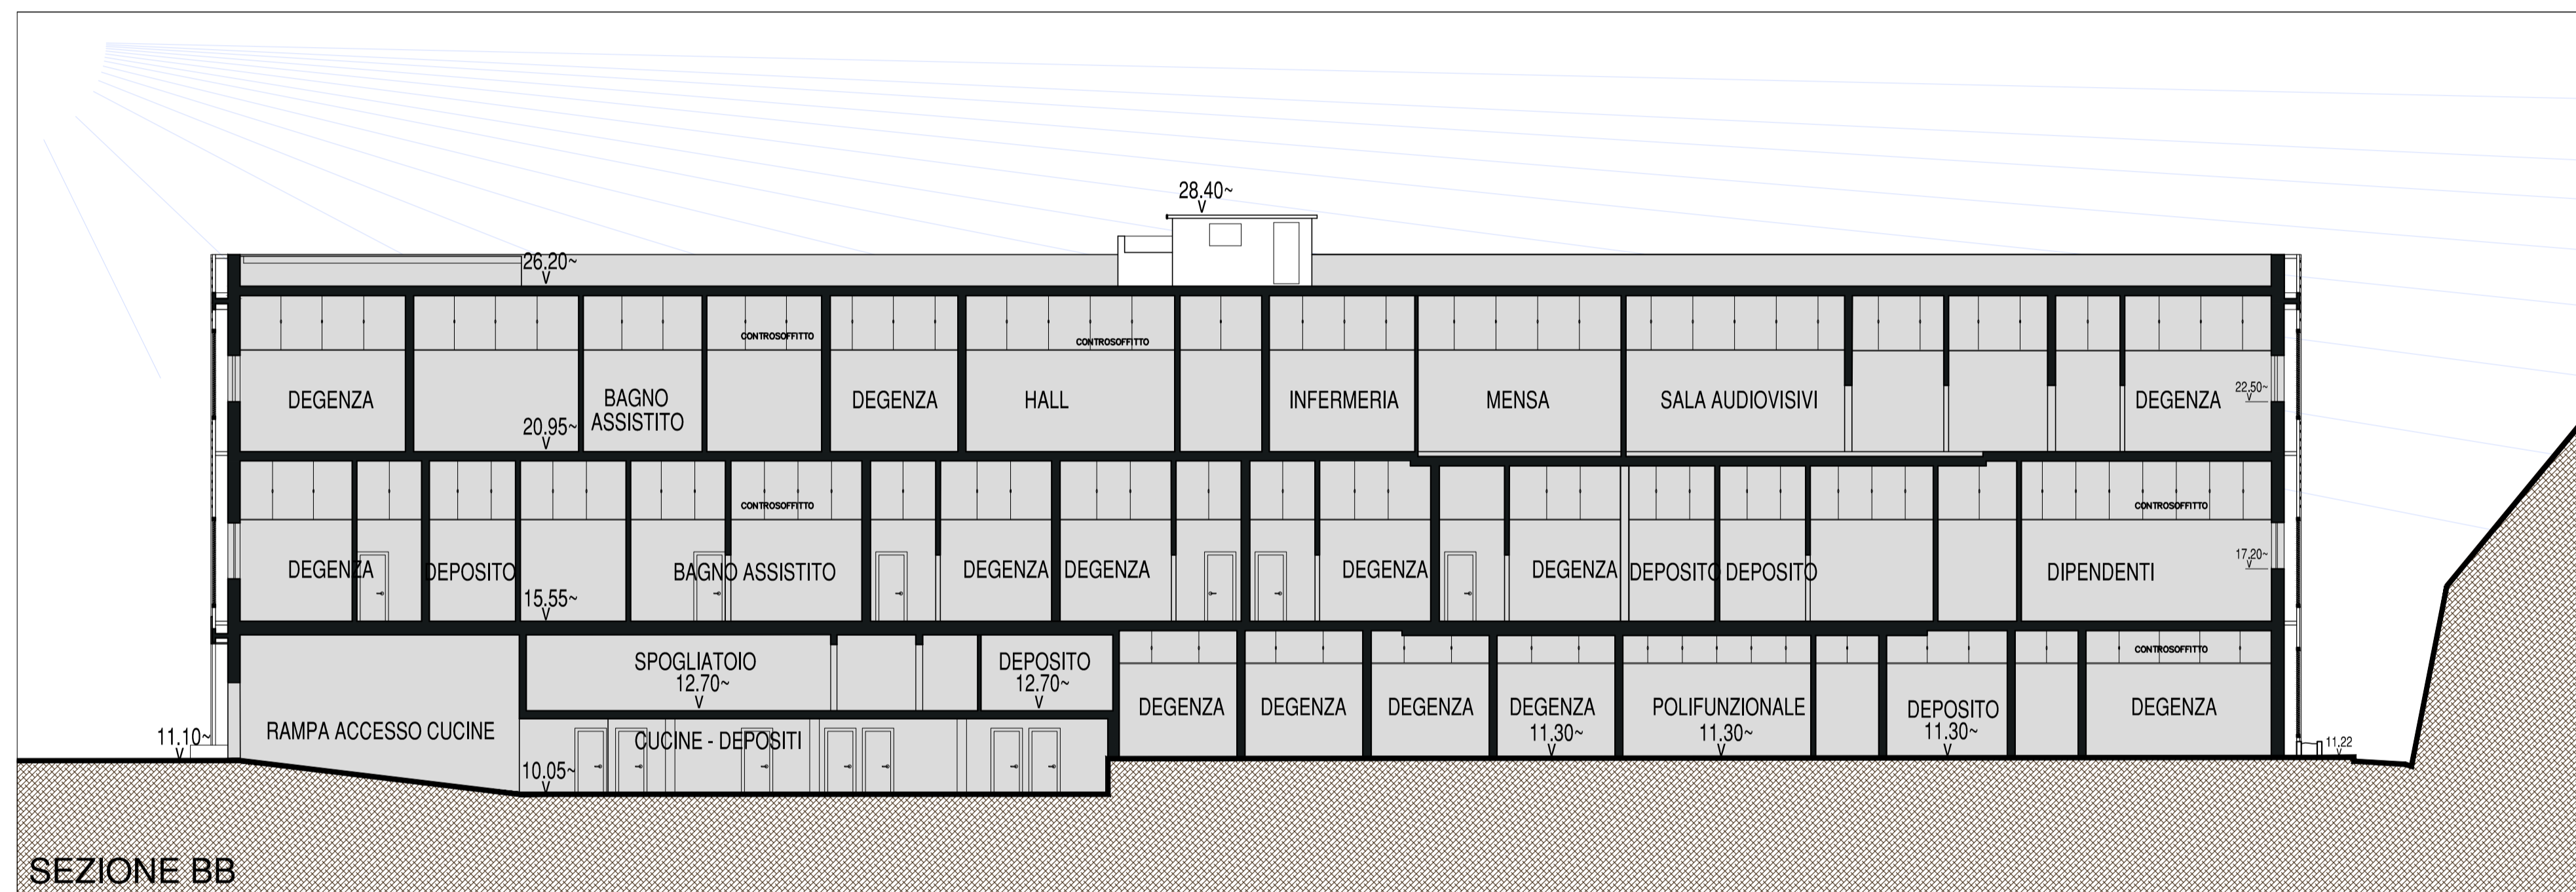 28.40~
26.20~
CONTROSOFFITTO
CONTROSOFFITTO
DEGENZA
BAGNO
ASSISTITO
DEGENZA
HALL
INFERMERIA
MENSA
SALA AUDIOVISIVI
DEGENZA
22.50~
20.95~
CONTROSOFFITTO
CONTROSOFFITTO
DEGENZA
DEPOSITO
BAGNO ASSISTITO
DEGENZA
DEGENZA
DEGENZA
DEGENZA
DEPOSITO
DEPOSITO
DIPENDENTI
17.20~
15.55~
CONTROSOFFITTO
SPOGLIATOIO
12.70~
DEPOSITO
12.70~
DEGENZA
DEGENZA
DEGENZA
DEGENZA
11.30~
POLIFUNZIONALE
11.30~
DEPOSITO
11.30~
DEGENZA
RAMPA ACCESSO CUCINE
CUCINE - DEPOSITI
11.10~
11.22
10.05~
SEZIONE BB